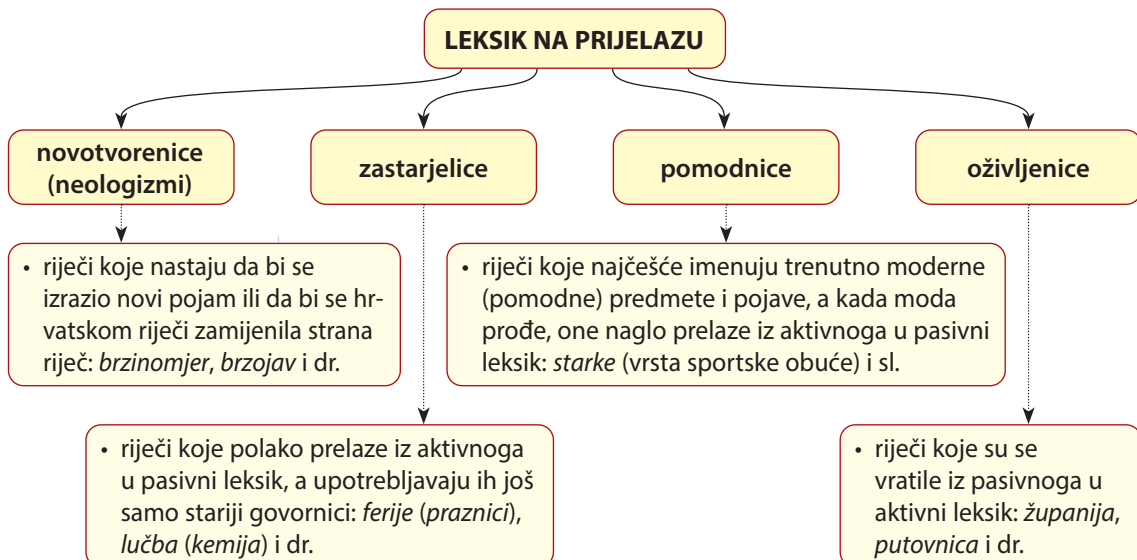 LEKSIK NA PRIJELAZU
novotvorenice
(neologizmi)
zastarjelice
pomodnice
oživljenice
• riječi koje nastaju da bi se
izrazio novi pojam ili da bi se hr-
vatskom riječi zamijenila strana
riječ: brzinomjer, brzojav i dr.
• riječi koje najčešće imenuju trenutno moderne
(pomodne) predmete i pojave, a kada moda
prođe, one naglo prelaze iz aktivnoga u pasivni
leksik: starke (vrsta sportske obuće) i sl.
• riječi koje polako prelaze iz aktivnoga
u pasivni leksik, a upotrebljavaju ih još
samo stariji govornici: ferije (praznici),
lučba (kemija) i dr.
• riječi koje su se
vratile iz pasivnoga u
aktivni leksik: županija,
putovnica i dr.